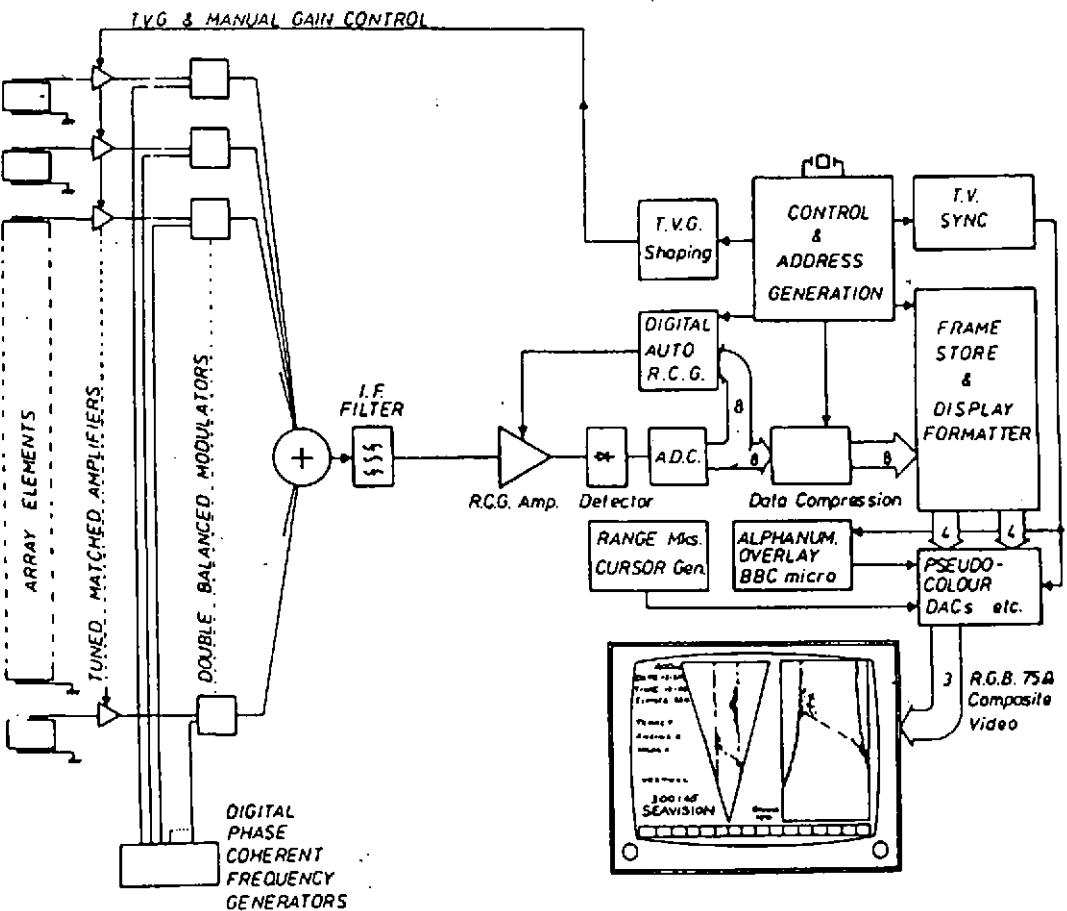 T.V.G & MANUAL GAIN CONTROL
ARRAY ELEMENTS
TUNED MATCHED AMPLIFIERS
DOUBLE BALANCED MODULATORS
DIGITAL
PHASE
COHERENT
FREQUENCY
GENERATORS
+
I.F.
FILTER
T.V.G.
Shaping
CONTROL
&
ADDRESS
GENERATION
T.V.
SYNC
DIGITAL
AUTO
R.C.G.
8
FRAME
STORE
&
DISPLAY
FORMATTER
R.C.G. Amp.
Detector
A.D.C.
8
Data Compression
8
4
4
RANGE Mks.
CURSOR Gen.
ALPHANUM.
OVERLAY
BBC micro
PSEUDO-
COLOUR
DACs etc.
3
R.G.B. 75Ω
Composite
Video
SEAVISION